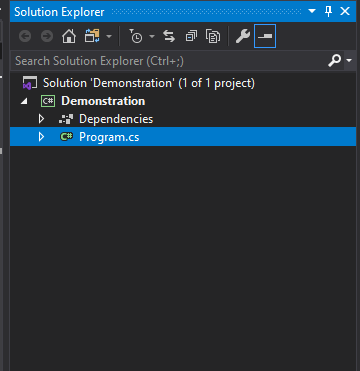 Solution Explorer
Search Solution Explorer (Ctrl+;)
Solution 'Demonstration' (1 of 1 project)
C# Demonstration
Dependencies
C# Program.cs